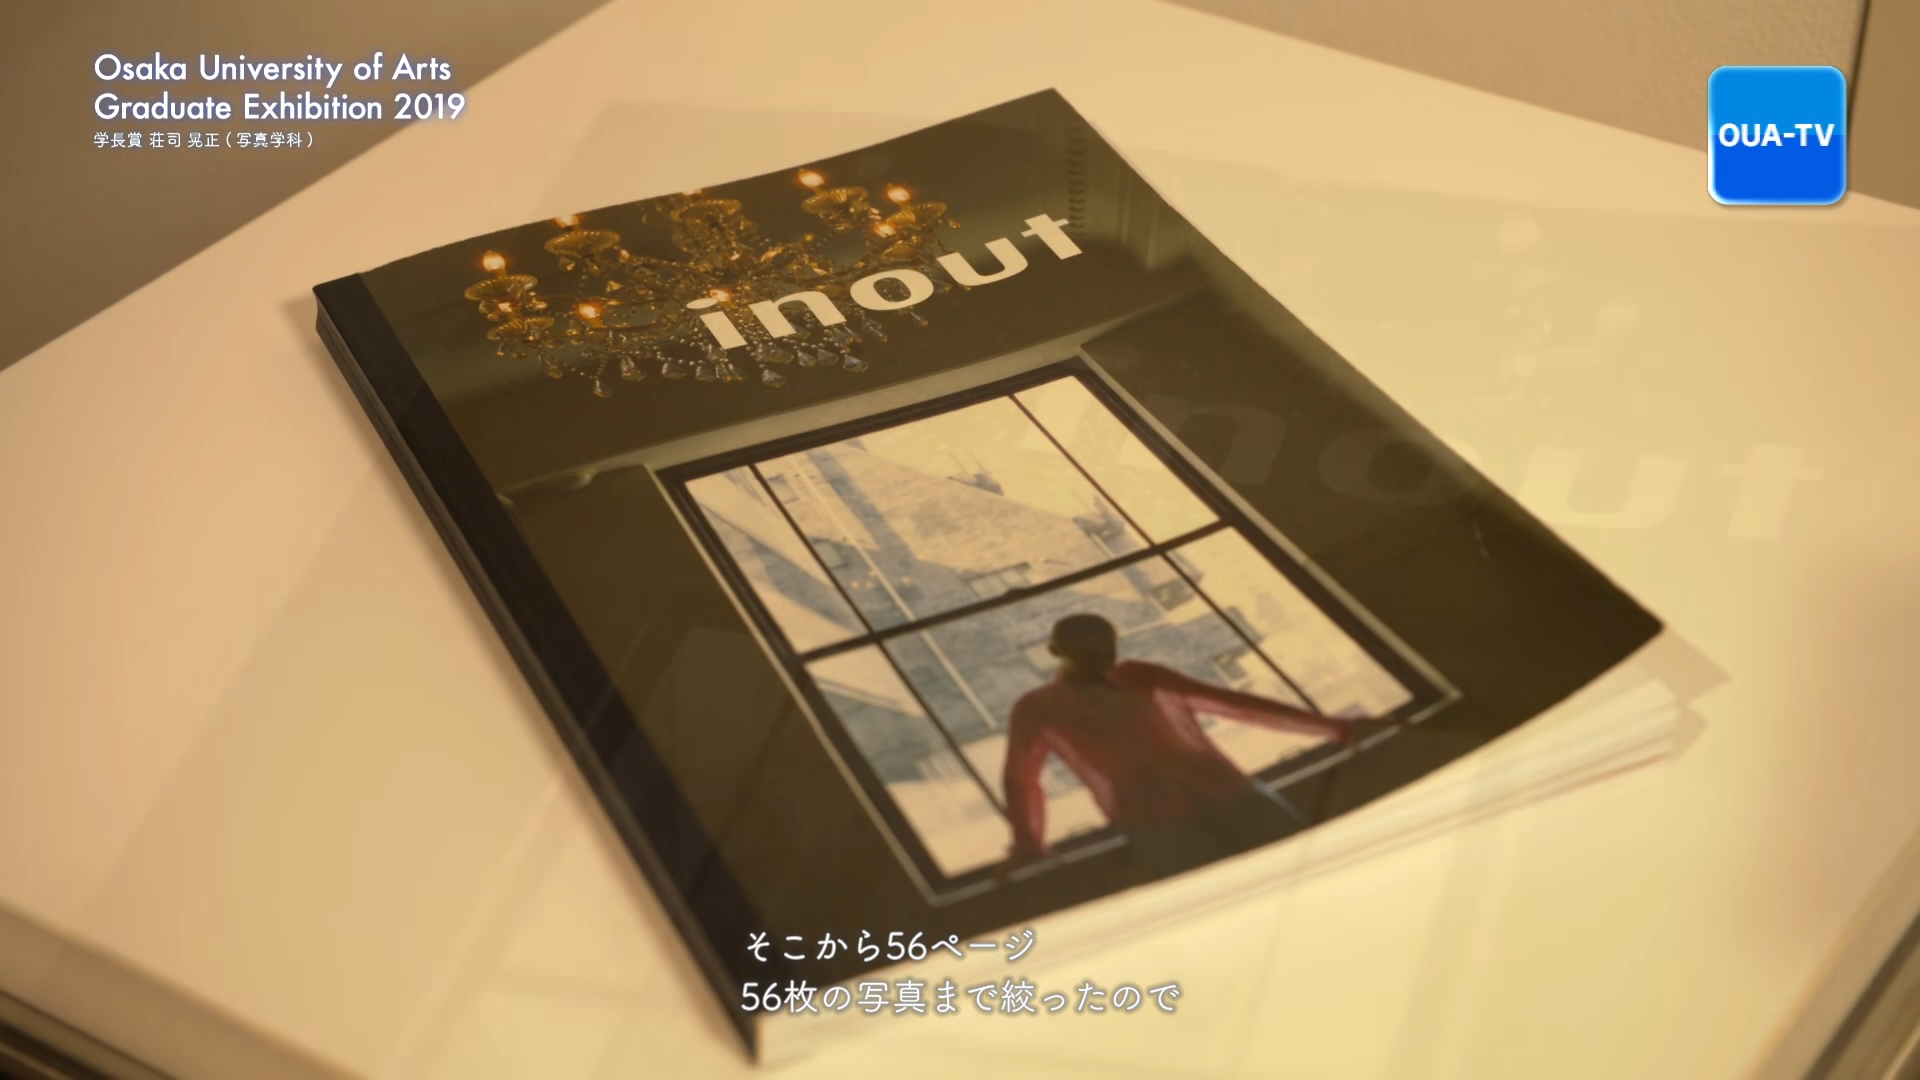 Osaka University of Arts
Graduate Exhibition 2019
学長賞 荘司 晃正 ( 写真学科 )
OUA-TV
inout
inout
そこから56ページ
56枚の写真まで絞ったので